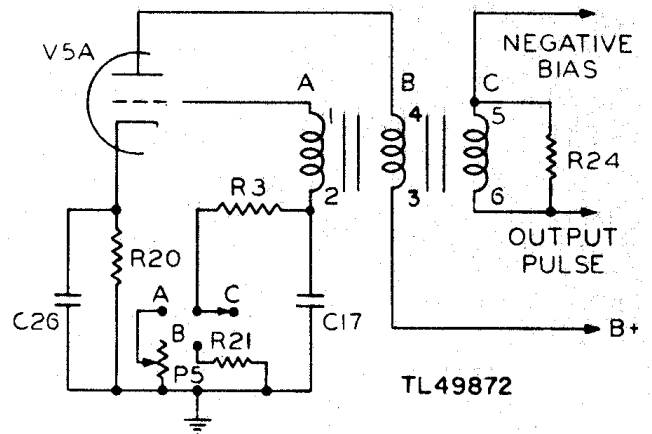 V5A
A
B
C
NEGATIVE
BIAS
1
4
5
R24
R3
2
3
6
OUTPUT
PULSE
R20
A
C
C26
B
R21
C17
B+
P5
TL49872